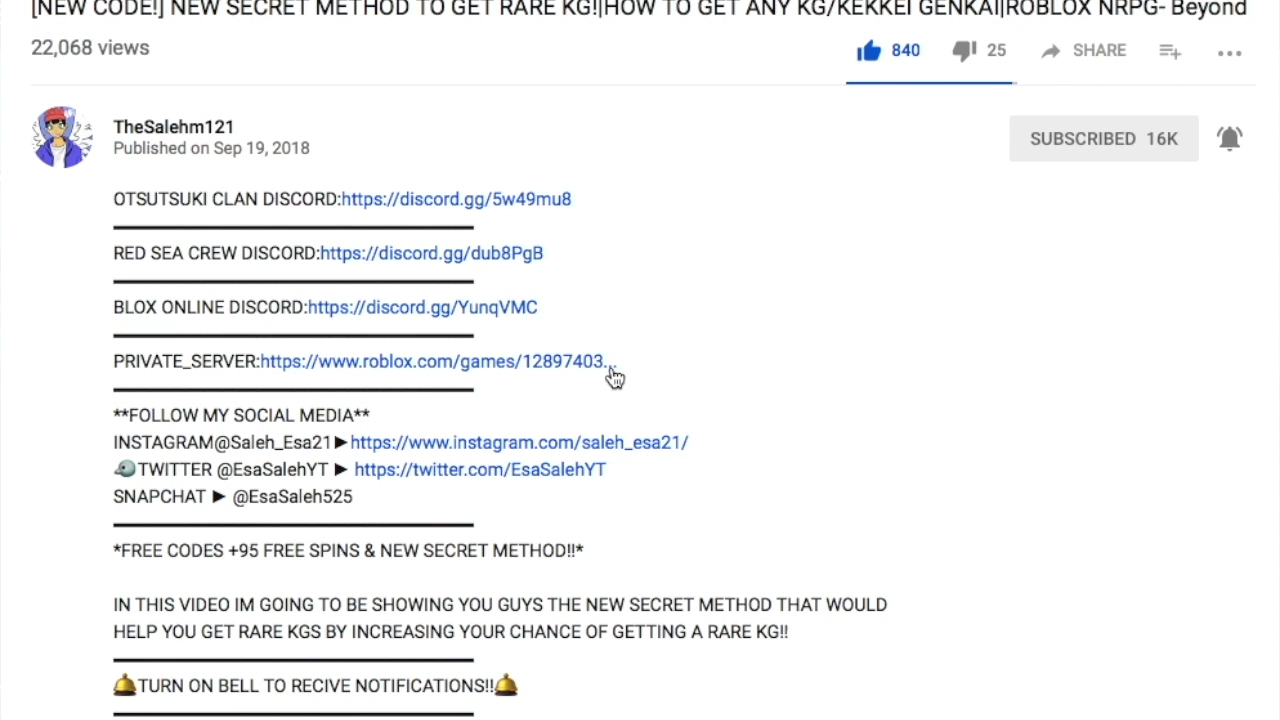 [NEW CODE!] NEW SECRET METHOD TO GET RARE KG!|HOW TO GET ANY KG/KEKKEI GENKAI|ROBLOX NRPG- Beyond
22,068 views
840
25
SHARE
TheSalehm121
Published on Sep 19, 2018
SUBSCRIBED 16K
OTSUTSUKI CLAN DISCORD:https://discord.gg/5w49mu8
RED SEA CREW DISCORD:https://discord.gg/dub8PgB
BLOX ONLINE DISCORD:https://discord.gg/YunqVMC
PRIVATE_SERVER:https://www.roblox.com/games/12897403...
**FOLLOW MY SOCIAL MEDIA**
INSTAGRAM@Saleh_Esa21►https://www.instagram.com/saleh_esa21/
TWITTER @EsaSalehYT ► https://twitter.com/EsaSalehYT
SNAPCHAT ► @EsaSaleh525
*FREE CODES +95 FREE SPINS & NEW SECRET METHOD!!*
IN THIS VIDEO IM GOING TO BE SHOWING YOU GUYS THE NEW SECRET METHOD THAT WOULD
HELP YOU GET RARE KGS BY INCREASING YOUR CHANCE OF GETTING A RARE KG!!
🔔TURN ON BELL TO RECIVE NOTIFICATIONS!!🔔